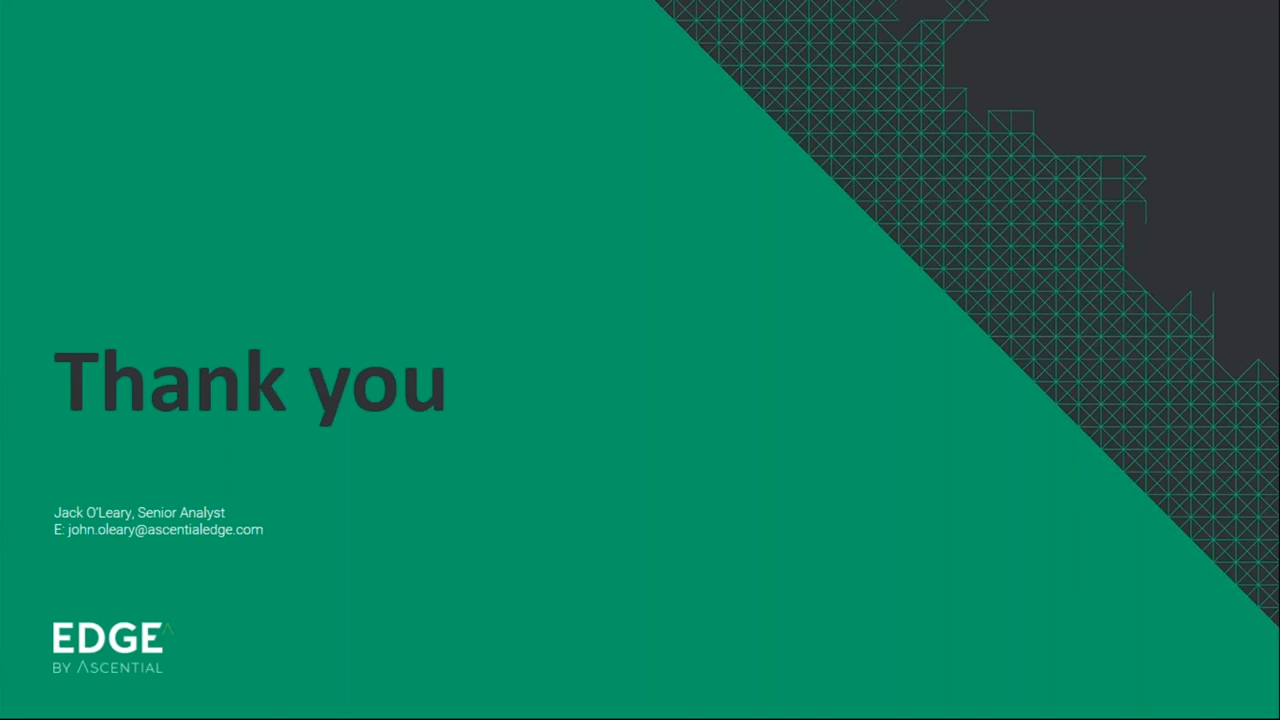 Thank you
Jack O'Leary, Senior Analyst
E: john.oleary@ascentialedge.com
EDGE
BY ASCENTIAL